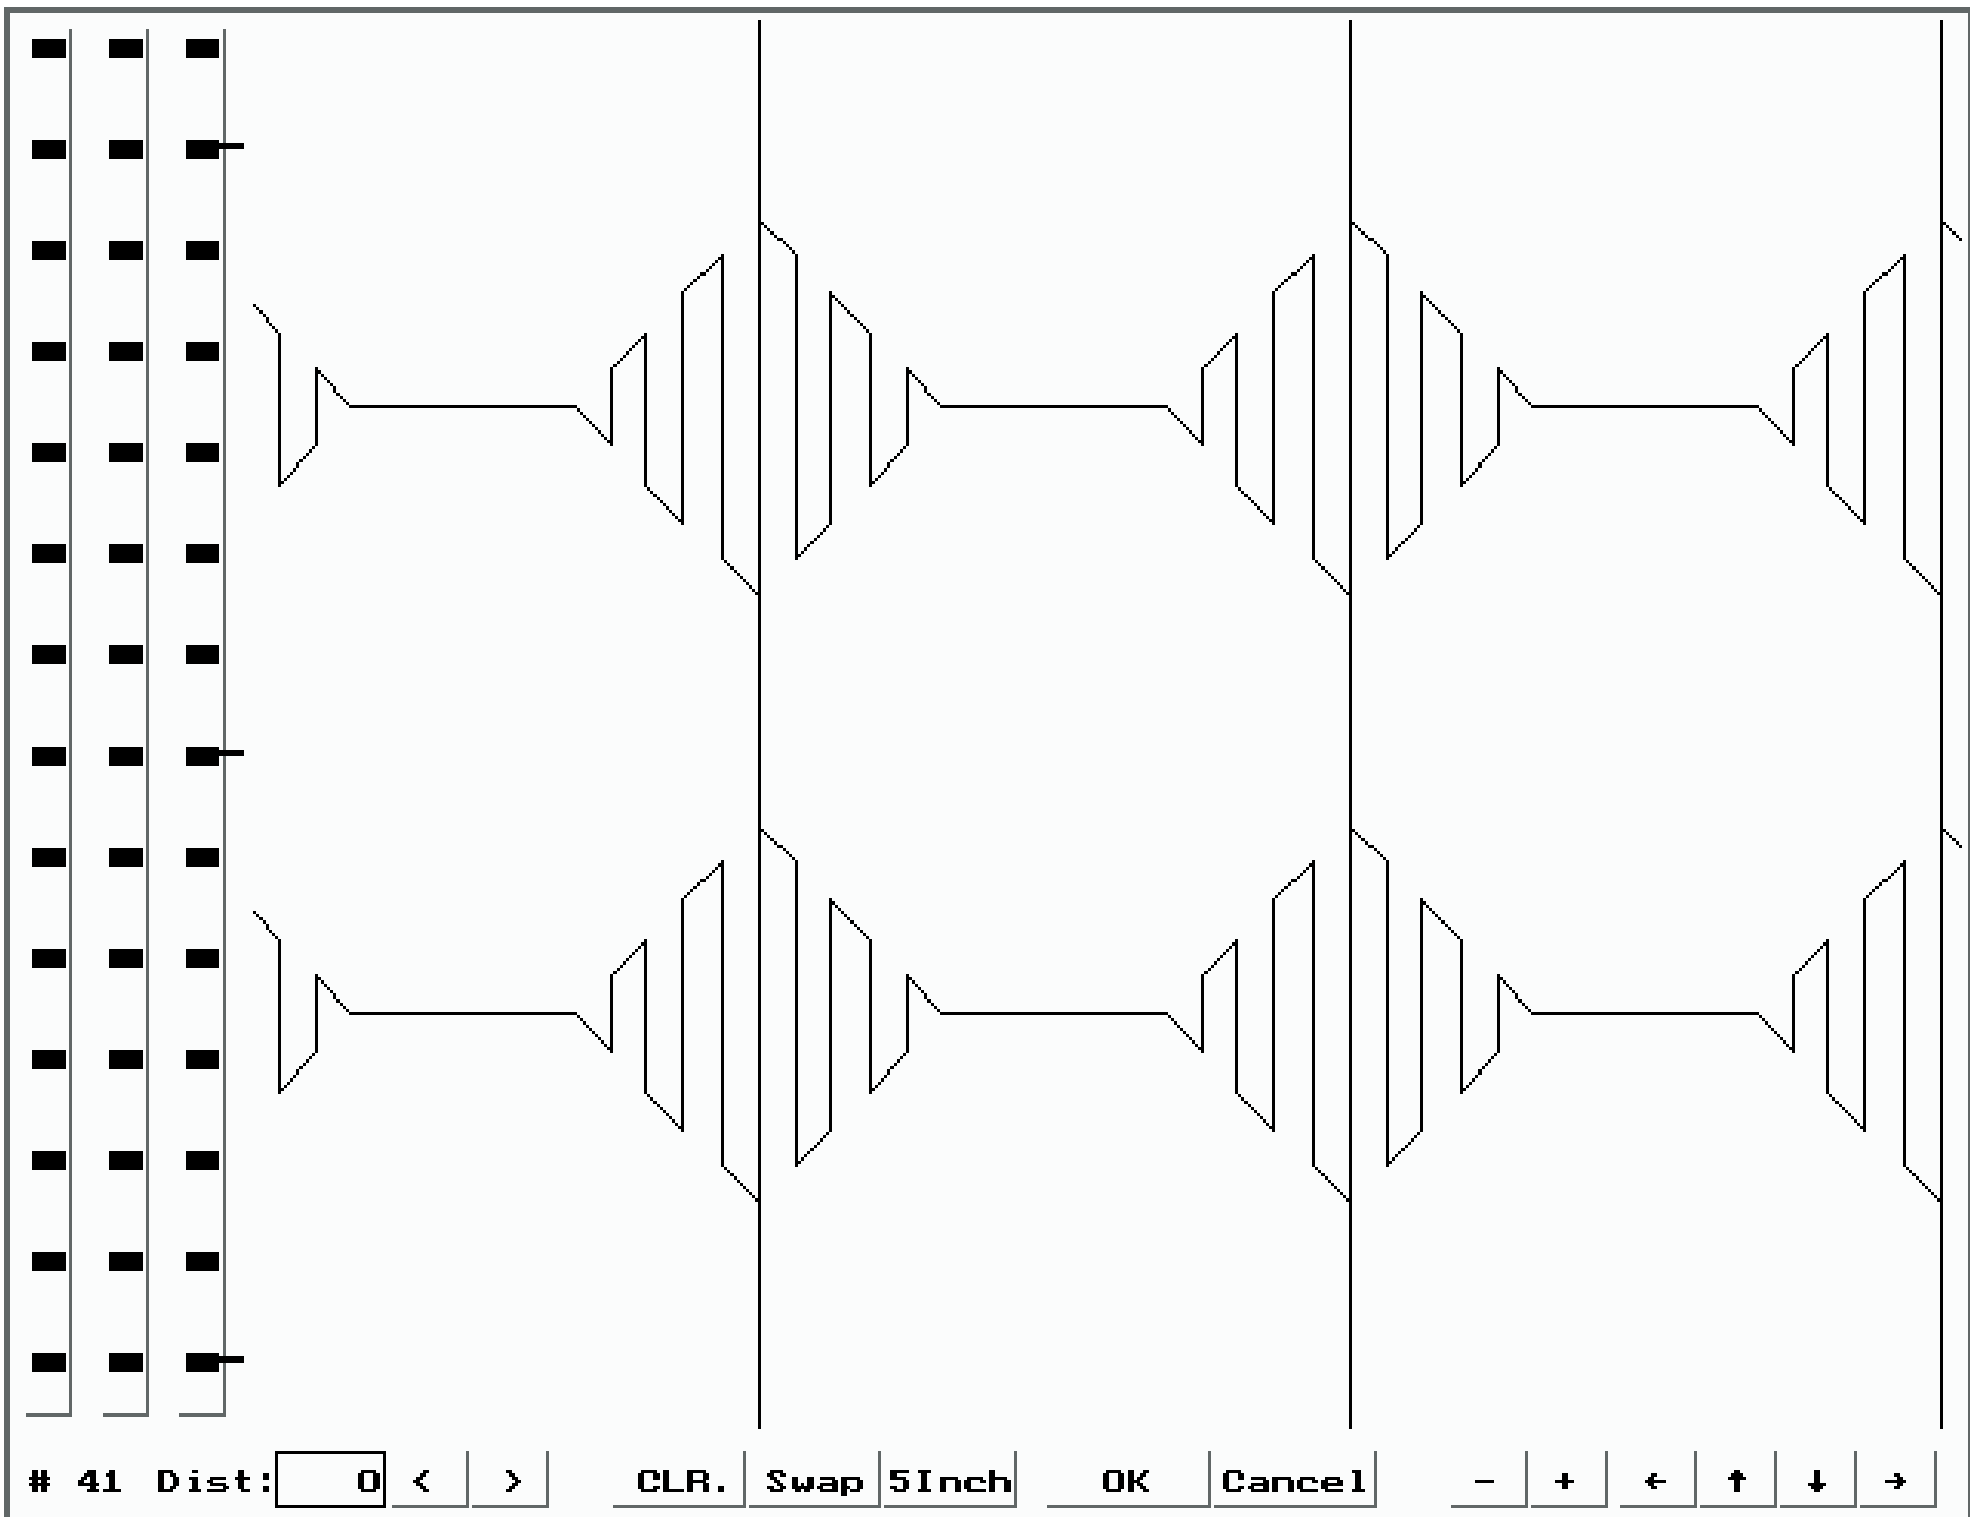 # 41 Dist: 0 < > CLR. Swap 5Inch OK Cancel - + ← ↑ ↓ →